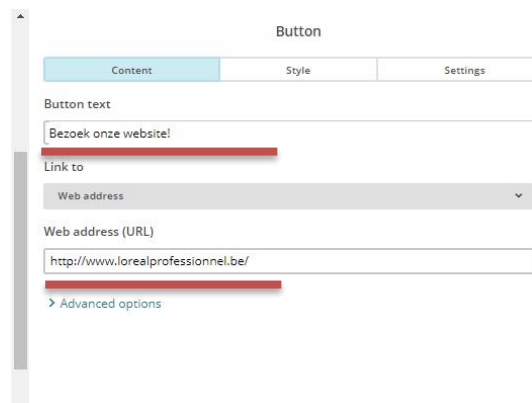 Button
Content Style Settings
Button text
Bezoek onze website!
Link to
Web address
Web address (URL)
http://www.lorealprofessionnel.be/
Advanced options